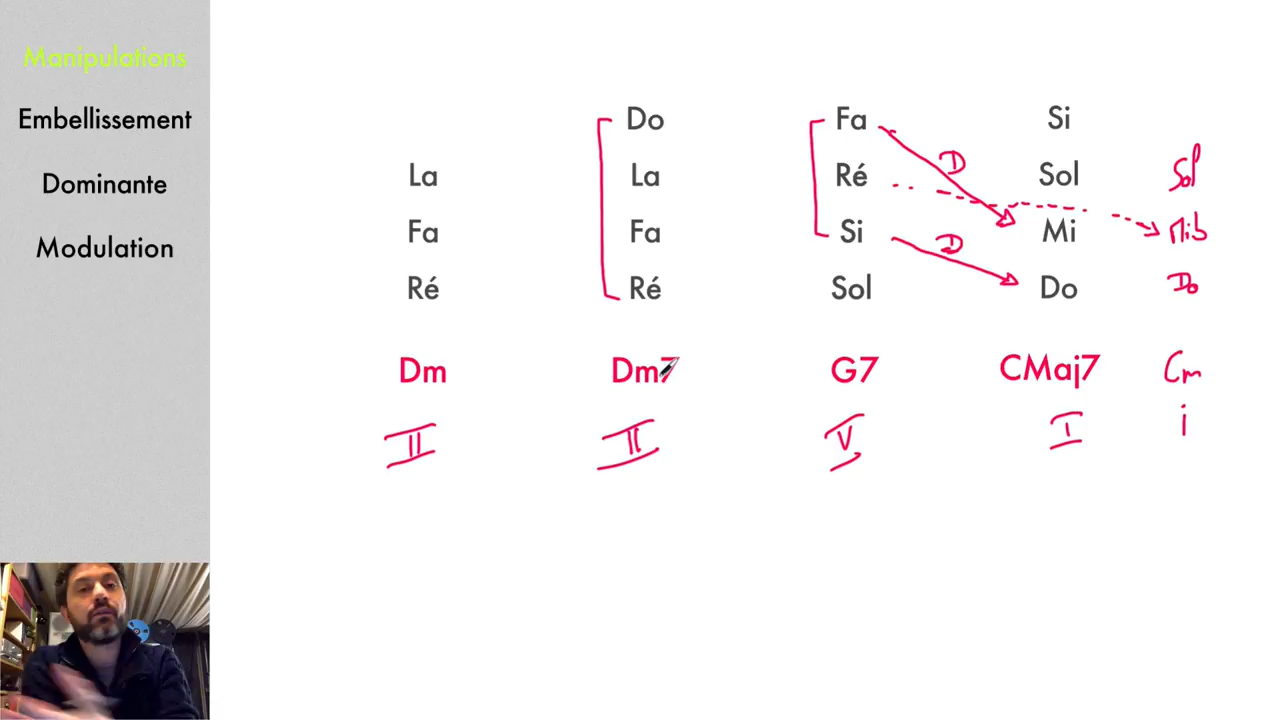 Manipulations
Embellissement
Dominante
Modulation
Do Fa Si
La La Ré Sol Sol
Fa Fa Si Mi Mib
Ré Ré Sol Do Do
D
D
Dm Dm7 G7 CMaj7 Cm
II II V I i